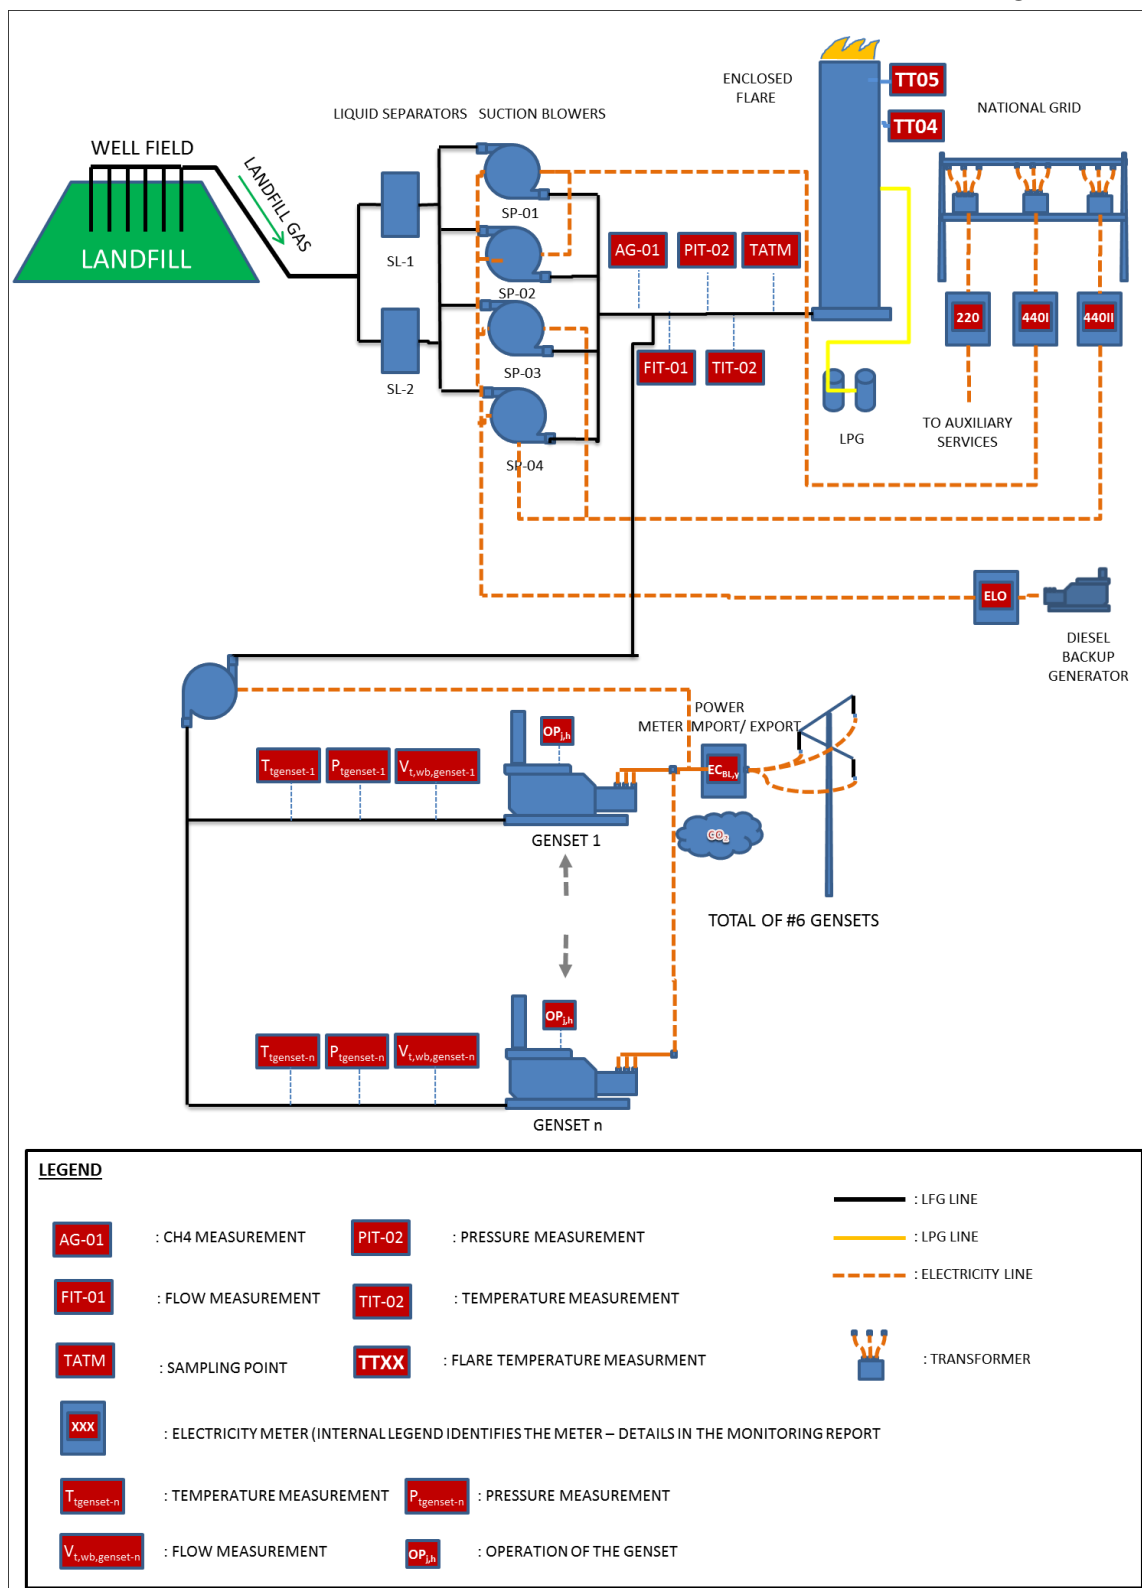 ENCLOSED
FLARE
TT05
TT04
NATIONAL GRID
LIQUID SEPARATORS
SUCTION BLOWERS
WELL FIELD
LANDFILL GAS
LANDFILL
SL-1
SL-2
SP-01
SP-02
SP-03
SP-04
AG-01
PIT-02
TATM
FIT-01
TIT-02
220
440I
440II
LPG
TO AUXILIARY
SERVICES
ELO
DIESEL
BACKUP
GENERATOR
POWER
METER IMPORT/ EXPORT
OPj,h
Ttgenset-1
Ptgenset-1
Vt,wb,genset-1
ECBL,y
CO2
GENSET 1
TOTAL OF #6 GENSETS
OPj,h
Ttgenset-n
Ptgenset-n
Vt,wb,genset-n
GENSET n
LEGEND
AG-01 : CH4 MEASUREMENT
PIT-02 : PRESSURE MEASUREMENT
: LFG LINE
: LPG LINE
FIT-01 : FLOW MEASUREMENT
TIT-02 : TEMPERATURE MEASUREMENT
: ELECTRICITY LINE
TATM : SAMPLING POINT
TTXX : FLARE TEMPERATURE MEASURMENT
: TRANSFORMER
XXX : ELECTRICITY METER (INTERNAL LEGEND IDENTIFIES THE METER – DETAILS IN THE MONITORING REPORT
Ttgenset-n : TEMPERATURE MEASUREMENT
Ptgenset-n : PRESSURE MEASUREMENT
Vt,wb,genset-n : FLOW MEASUREMENT
OPj,h : OPERATION OF THE GENSET